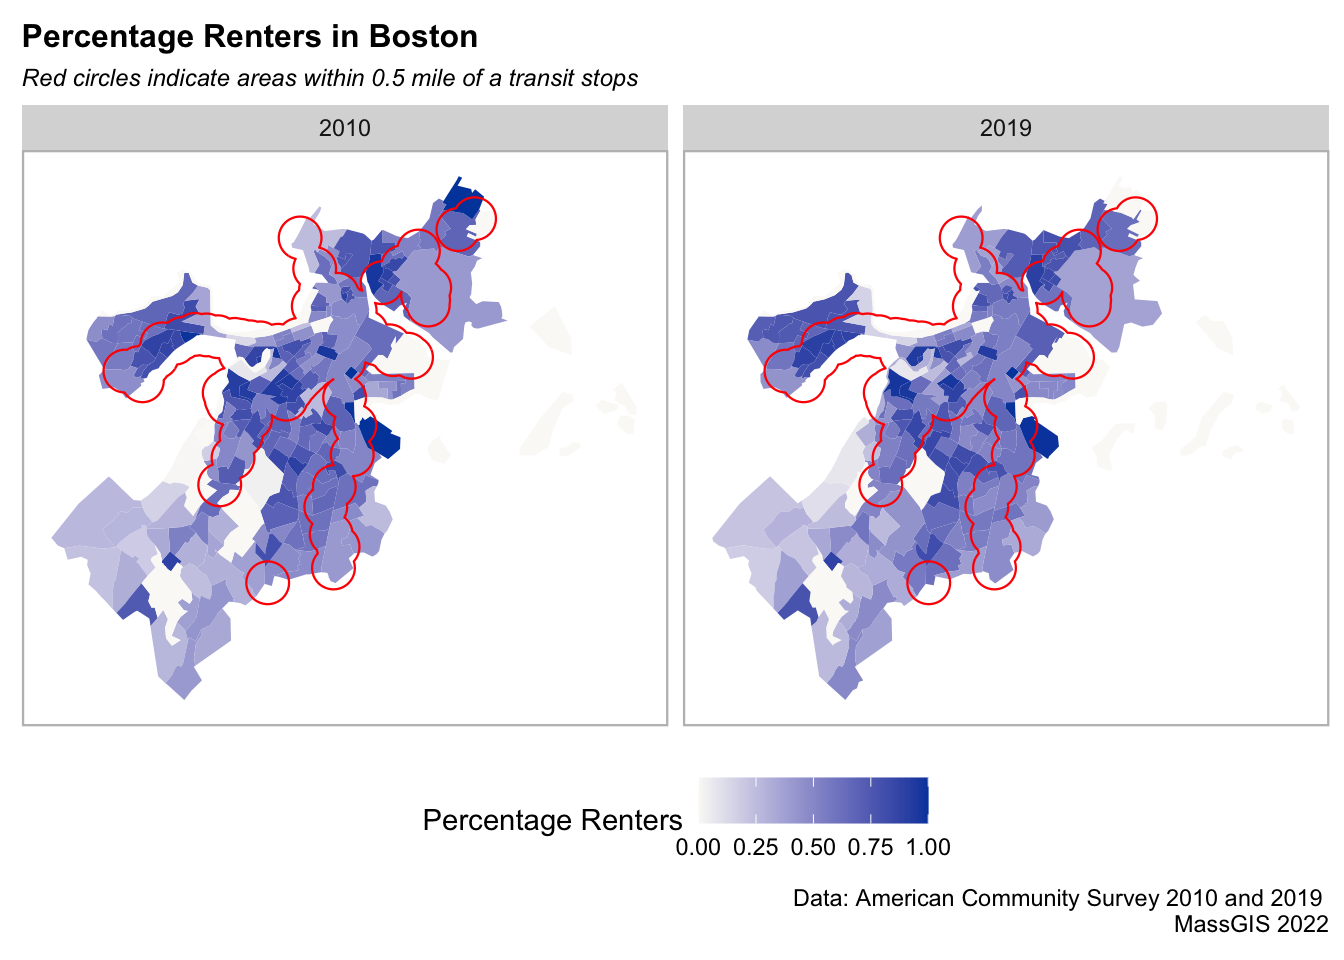 Percentage Renters in Boston
Red circles indicate areas within 0.5 mile of a transit stops
2010
2019
Percentage Renters
0.00 0.25 0.50 0.75 1.00
Data: American Community Survey 2010 and 2019
MassGIS 2022